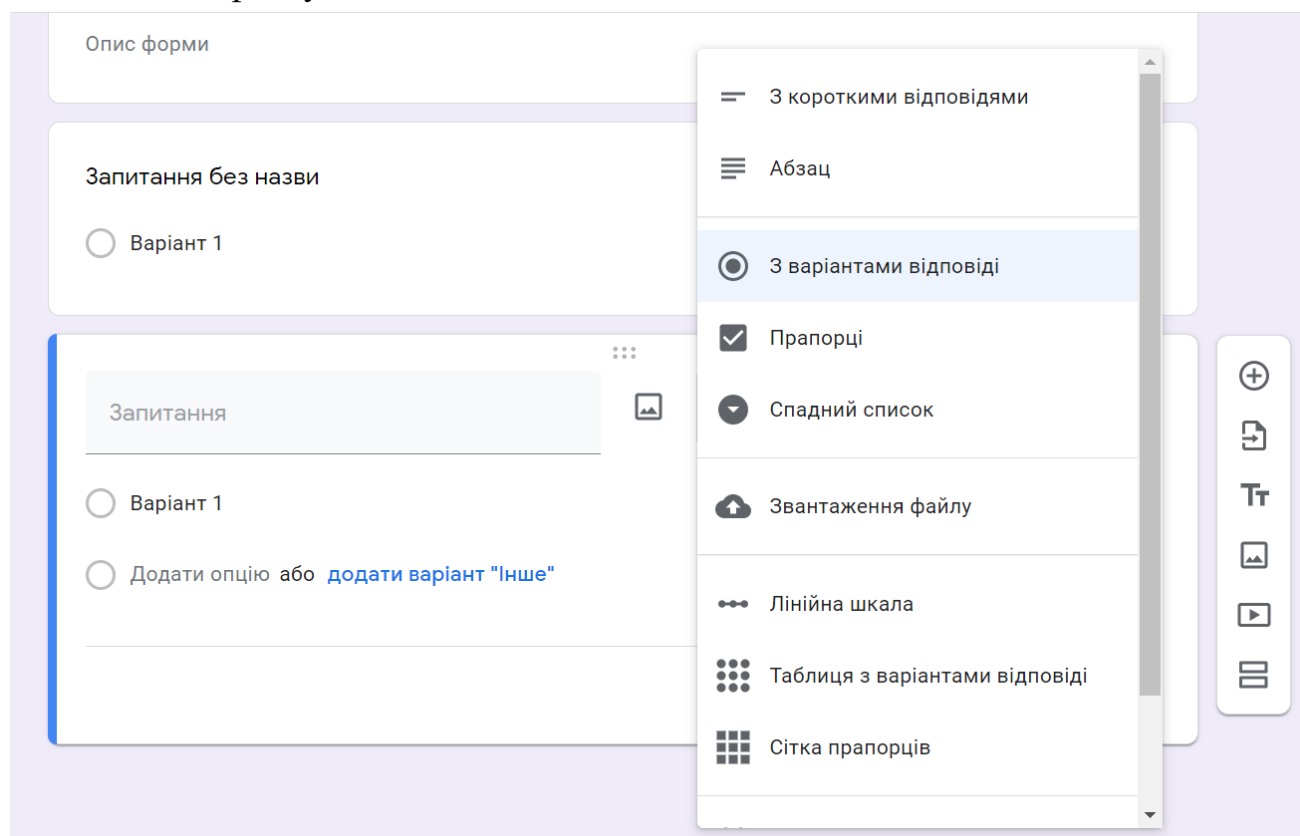 Опис форми
Запитання без назви
Варіант 1
Запитання
Варіант 1
Додати опцію або додати варіант "Інше"
З короткими відповідями
Абзац
З варіантами відповіді
Прапорці
Спадний список
Звантаження файлу
Лінійна шкала
Таблиця з варіантами відповіді
Сітка прапорців
Тт